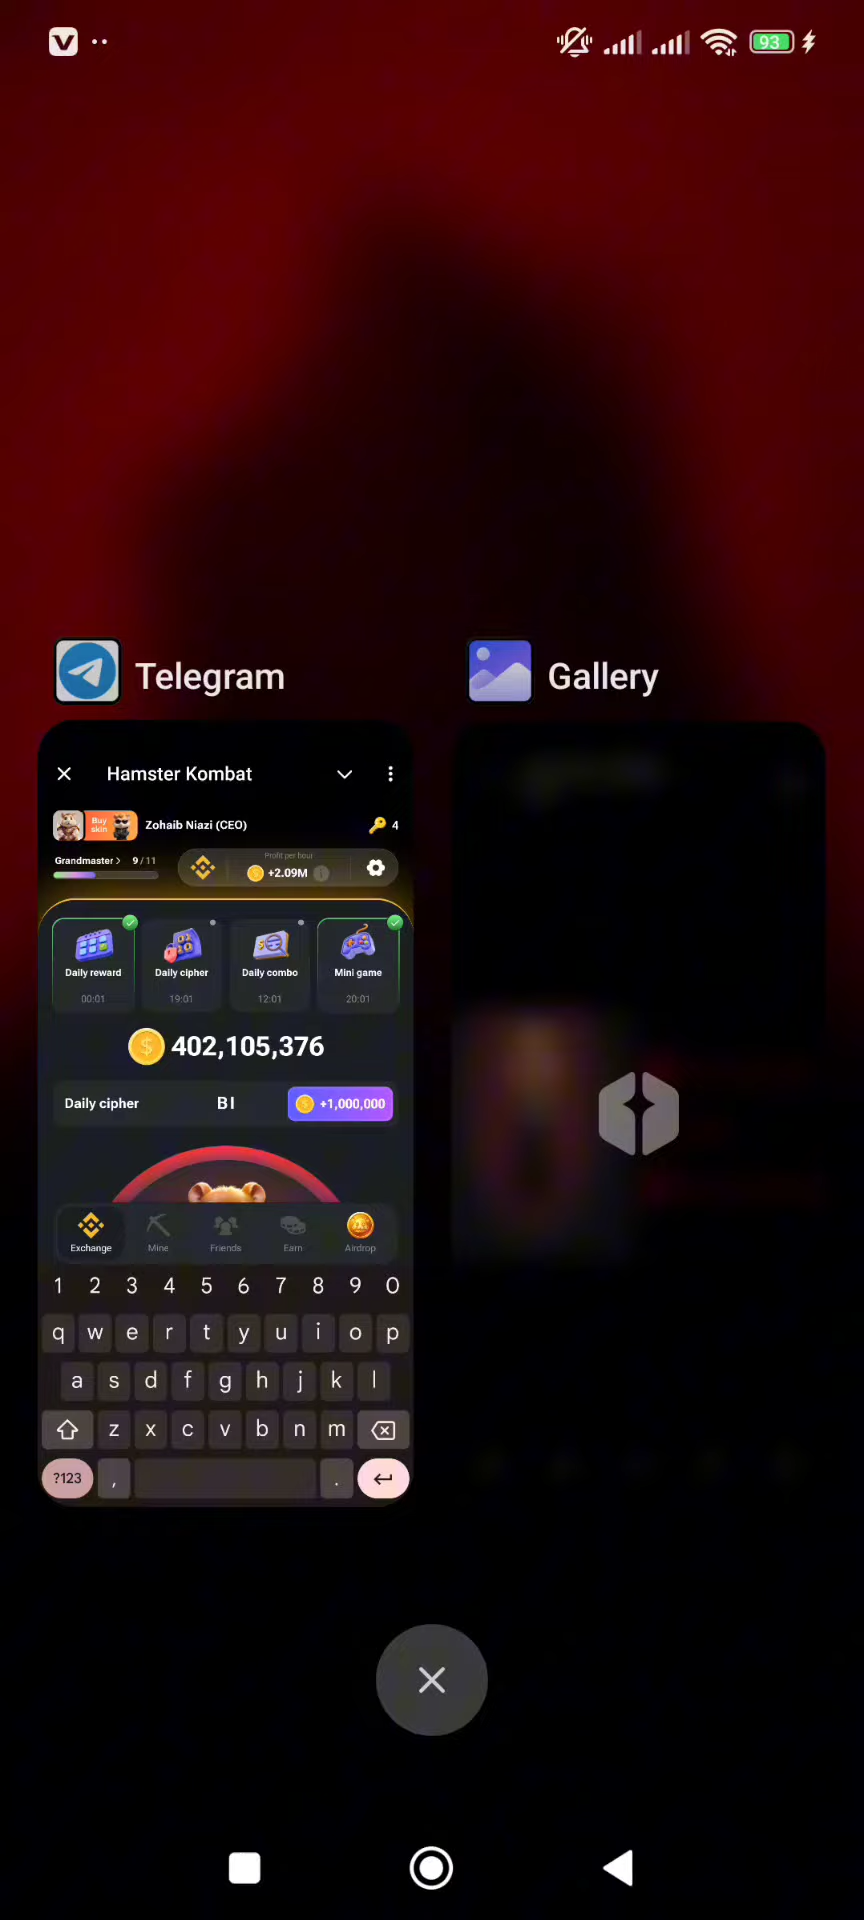 93
Telegram
Gallery
Hamster Kombat
Buy skin
Zohaib Niazi (CEO)
4
Grandmaster > 9 / 11
Profit per hour
+2.09M
Daily reward
00:01
Daily cipher
19:01
Daily combo
12:01
Mini game
20:01
402,105,376
Daily cipher BI +1,000,000
Exchange Mine Friends Earn Airdrop
1 2 3 4 5 6 7 8 9 0
q w e r t y u i o p
a s d f g h j k l
z x c v b n m
?123 , .